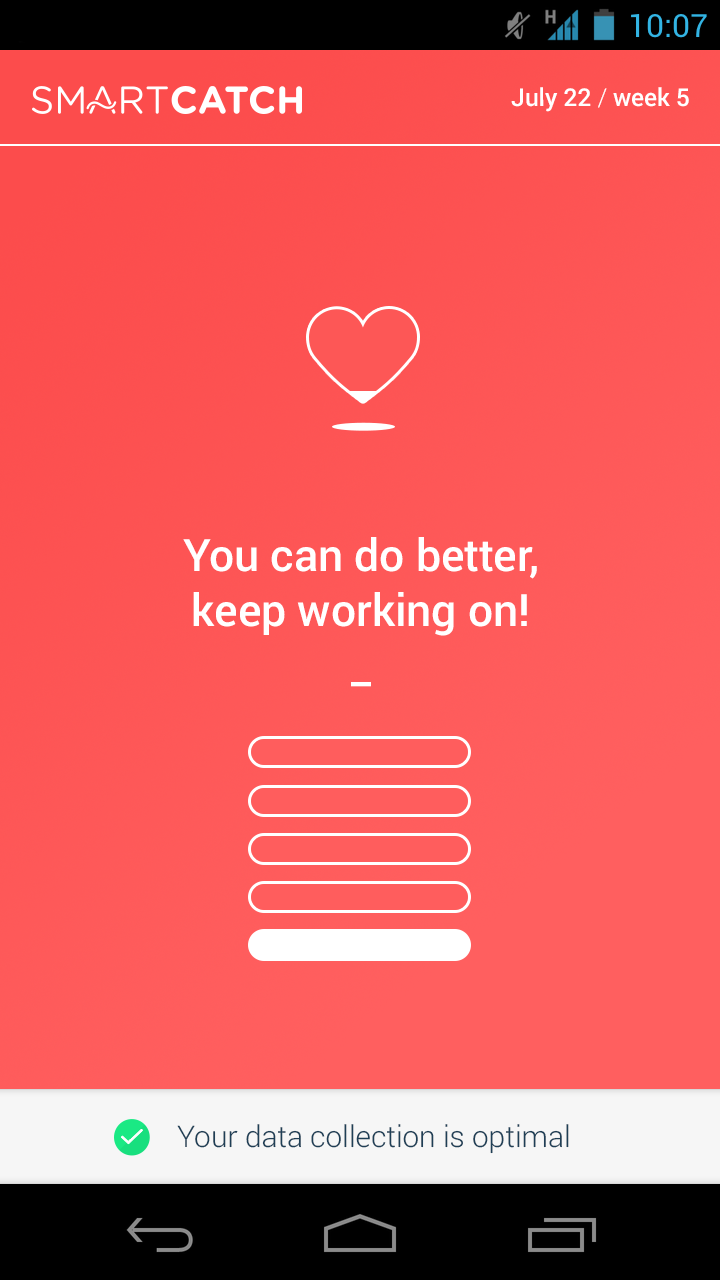 H 10:07
SMARTCATCH July 22 / week 5
You can do better,
keep working on!
Your data collection is optimal